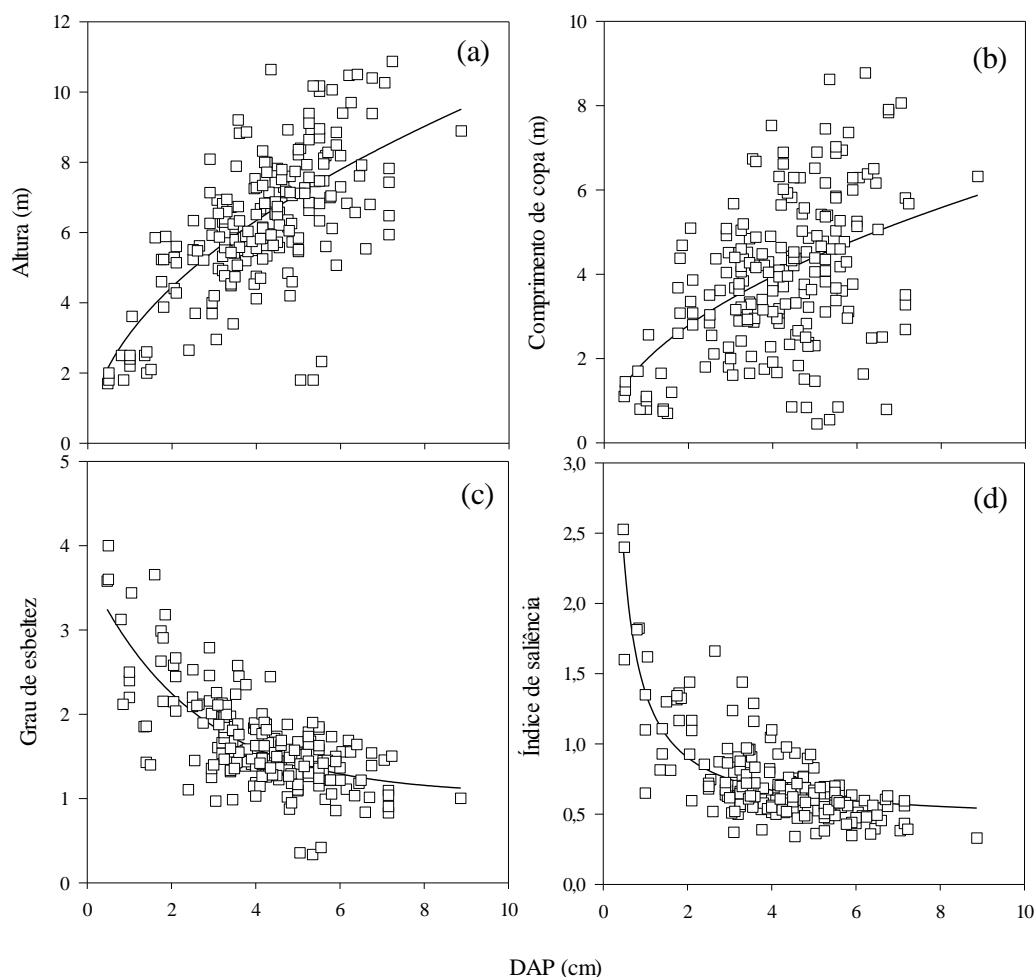 (a)
Altura (m)
12
10
8
6
4
2
0
(b)
Comprimento de copa (m)
10
8
6
4
2
0
(c)
Grau de esbeltez
5
4
3
2
1
0
0 2 4 6 8 10
(d)
Índice de saliência
3,0
2,5
2,0
1,5
1,0
0,5
0,0
0 2 4 6 8 10
DAP (cm)